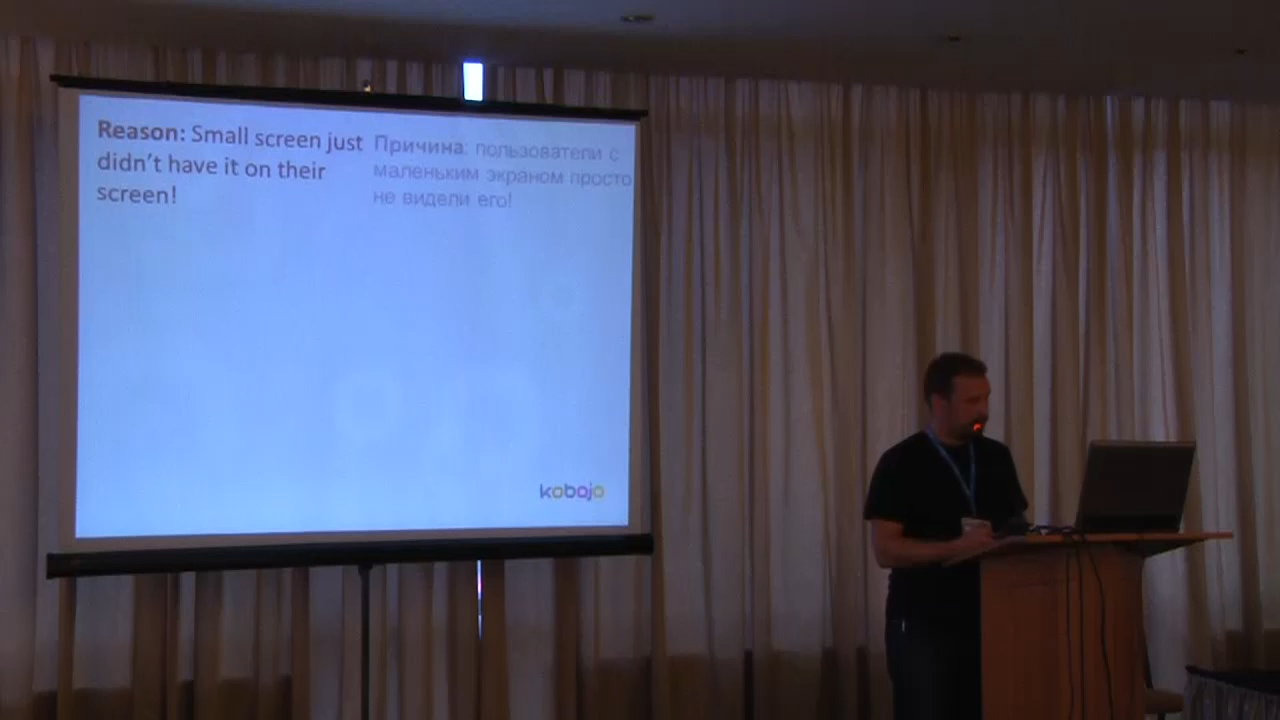 Reason: Small screen just
didn't have it on their
screen!
Причина: пользователи с
маленьким экраном просто
не видели его!
kobojo